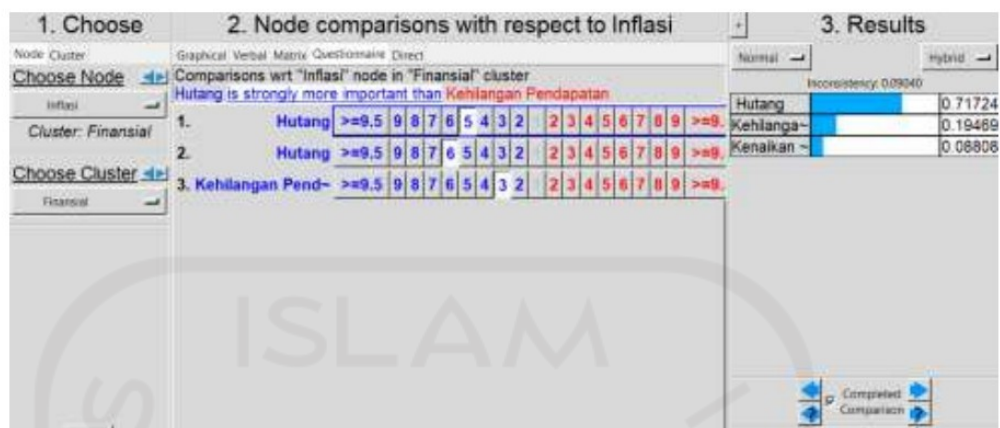 1. Choose
Node Cluster
Choose Node
Inflasi
Cluster: Finansial
Choose Cluster
Finansial
2. Node comparisons with respect to Inflasi
Graphical Verbal Matrix Questionnaire Direct
Comparisons wrt "Inflasi" node in "Finansial" cluster
Hutang is strongly more important than Kehilangan Pendapatan
1. Hutang >=9.5 9 8 7 6 5 4 3 2 2 3 4 5 6 7 8 9 >=9.
2. Hutang >=9.5 9 8 7 6 5 4 3 2 2 3 4 5 6 7 8 9 >=9.
3. Kehilangan Pend~ >=9.5 9 8 7 6 5 4 3 2 2 3 4 5 6 7 8 9 >=9.
+
3. Results
Normal Hybrid
Inconsistency: 0.09040
Hutang 0.71724
Kehilanga~ 0.19469
Kenaikan ~ 0.08808
Completed
Comparison
? ?
ISLAM